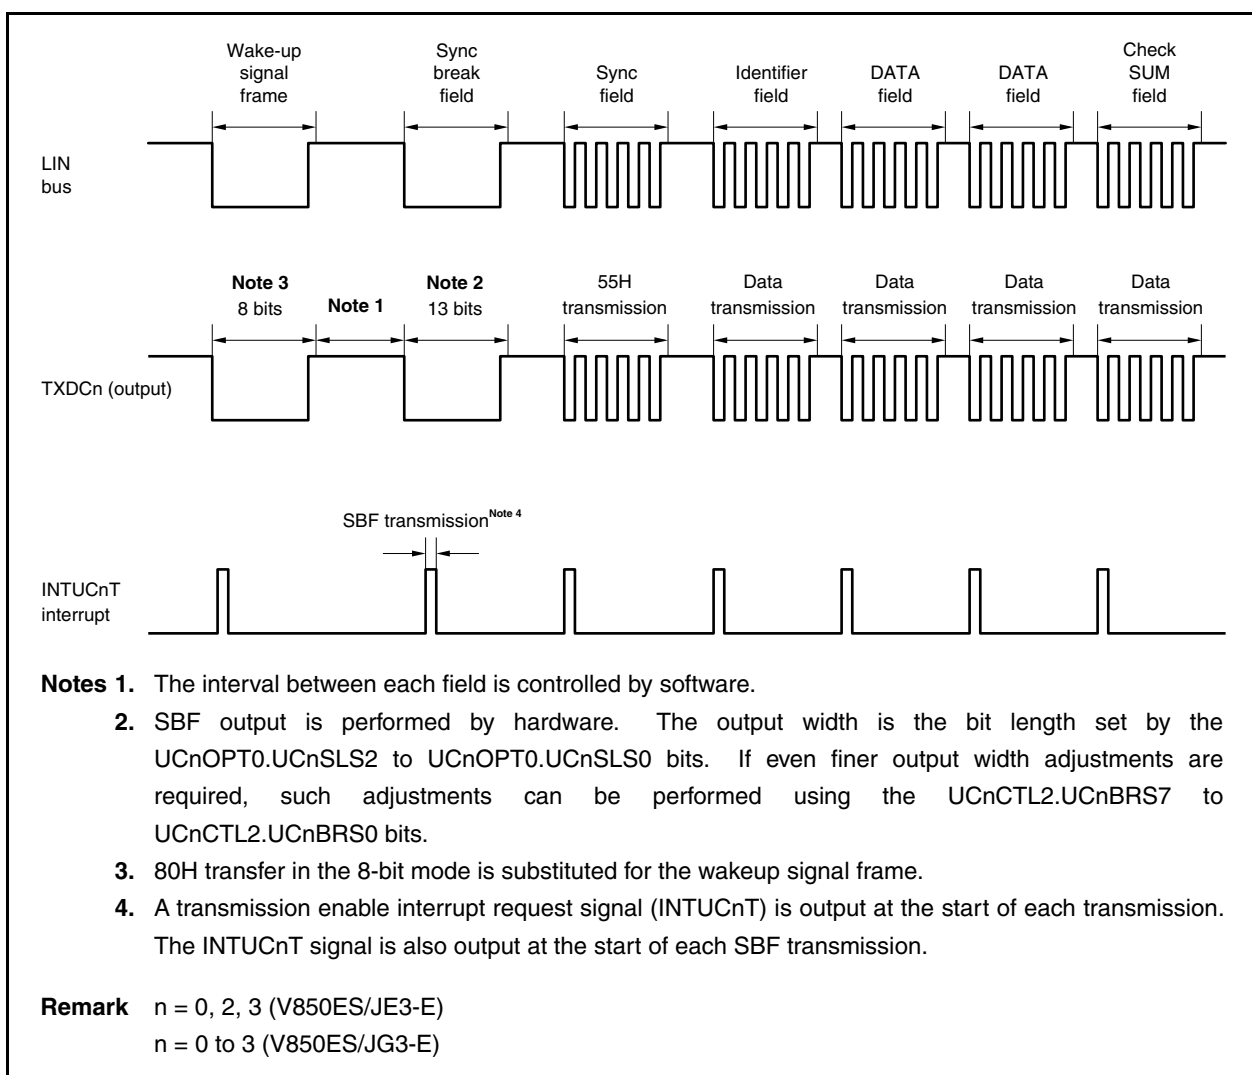 Wake-up
signal
frame
Sync
break
field
Sync
field
Identifier
field
DATA
field
DATA
field
Check
SUM
field
LIN
bus
Note 3
8 bits
Note 1
Note 2
13 bits
55H
transmission
Data
transmission
Data
transmission
Data
transmission
Data
transmission
TXDCn (output)
SBF transmission Note 4
INTUCnT
interrupt
Notes 1. The interval between each field is controlled by software.
2. SBF output is performed by hardware. The output width is the bit length set by the
UCnOPT0.UCnSLS2 to UCnOPT0.UCnSLS0 bits. If even finer output width adjustments are
required, such adjustments can be performed using the UCnCTL2.UCnBRS7 to
UCnCTL2.UCnBRS0 bits.
3. 80H transfer in the 8-bit mode is substituted for the wakeup signal frame.
4. A transmission enable interrupt request signal (INTUCnT) is output at the start of each transmission.
The INTUCnT signal is also output at the start of each SBF transmission.
Remark n = 0, 2, 3 (V850ES/JE3-E)
n = 0 to 3 (V850ES/JG3-E)